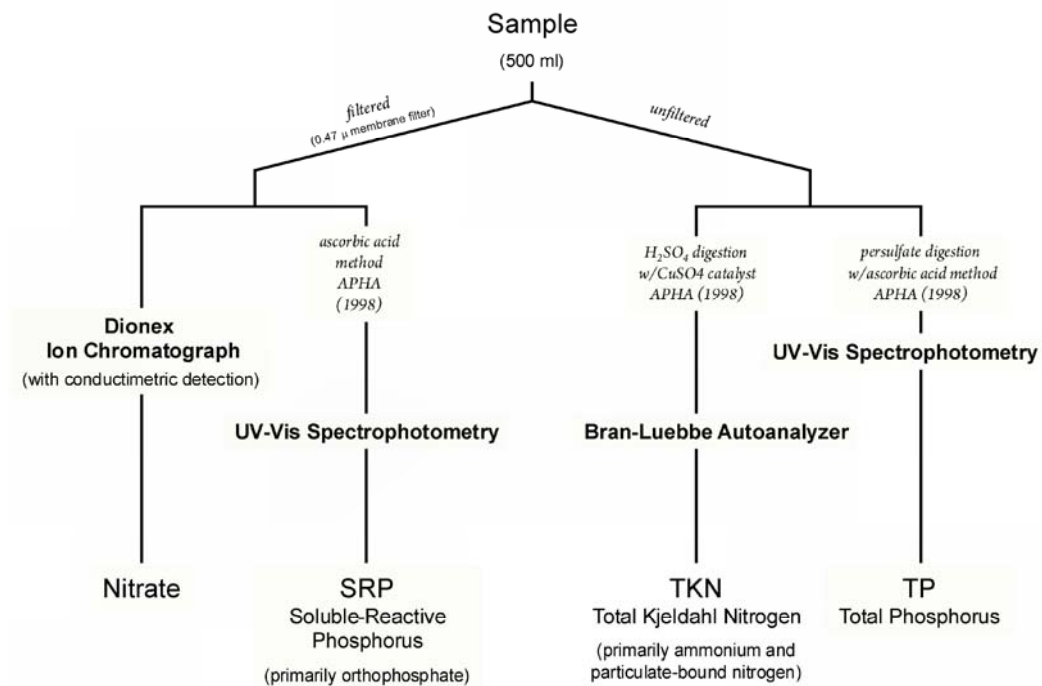 Sample
(500 ml)
filtered
(0.47 μ membrane filter)
unfiltered
ascorbic acid
method
APHA
(1998)
H₂SO₄ digestion
w/CuSO4 catalyst
APHA (1998)
persulfate digestion
w/ascorbic acid method
APHA (1998)
Dionex
Ion Chromatograph
(with conductimetric detection)
UV-Vis Spectrophotometry
UV-Vis Spectrophotometry
Bran-Luebbe Autoanalyzer
Nitrate
SRP
Soluble-Reactive
Phosphorus
(primarily orthophosphate)
TKN
Total Kjeldahl Nitrogen
(primarily ammonium and
particulate-bound nitrogen)
TP
Total Phosphorus